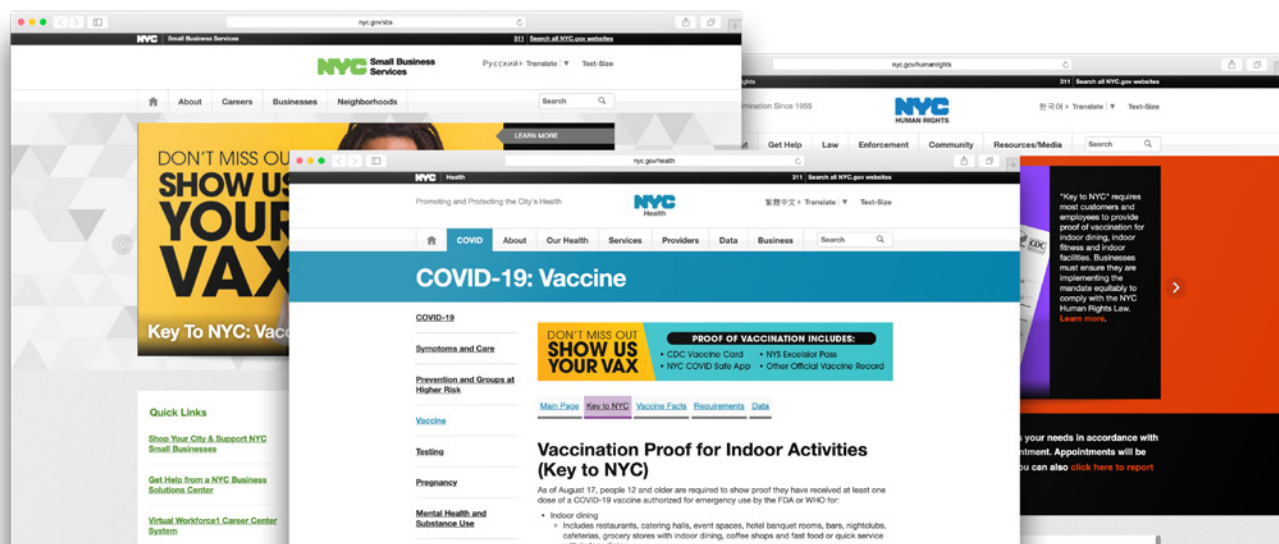 nyc.gov/sbs
NYC Small Business Services
311 Search all NYC.gov websites
NYC Small Business
Services
Русский Translate ▼ Text-Size
About Careers Businesses Neighborhoods
Search
LEARN MORE
DON'T MISS OU
SHOW US
YOUR
VAX
Key To NYC: Vacc
Quick Links
Shop Your City & Support NYC
Small Businesses
Get Help from a NYC Business
Solutions Center
Virtual Workforce1 Career Center
System
nyc.gov/health
NYC Health
311 Search all NYC.gov websites
Promoting and Protecting the City's Health
NYC
Health
繁體中文 Translate ▼ Text-Size
COVID About Our Health Services Providers Data Business
Search
COVID-19: Vaccine
COVID-19
Symptoms and Care
Prevention and Groups at
Higher Risk
Vaccine
Testing
Pregnancy
Mental Health and
Substance Use
DON'T MISS OUT
SHOW US
YOUR VAX
PROOF OF VACCINATION INCLUDES:
• CDC Vaccine Card • NYS Excelsior Pass
• NYC COVID Safe App • Other Official Vaccine Record
Main Page Key to NYC Vaccine Facts Requirements Data
Vaccination Proof for Indoor Activities
(Key to NYC)
As of August 17, people 12 and older are required to show proof they have received at least one
dose of a COVID-19 vaccine authorized for emergency use by the FDA or WHO for:
• Indoor dining
Includes restaurants, catering halls, event spaces, hotel banquet rooms, bars, nightclubs,
cafeterias, grocery stores with indoor dining, coffee shops and fast food or quick service
nyc.gov/humanrights
ghts
311 Search all NYC.gov websites
mination Since 1955
NYC
HUMAN RIGHTS
한국어 Translate ▼ Text-Size
Get Help Law Enforcement Community Resources/Media
Search
CDC
"Key to NYC" requires
most customers and
employees to provide
proof of vaccination for
indoor dining, indoor
fitness and indoor
facilities. Businesses
must ensure they are
implementing the
mandate equitably to
comply with the NYC
Human Rights Law.
Learn more.
s your needs in accordance with
ntment. Appointments will be
ou can also click here to report